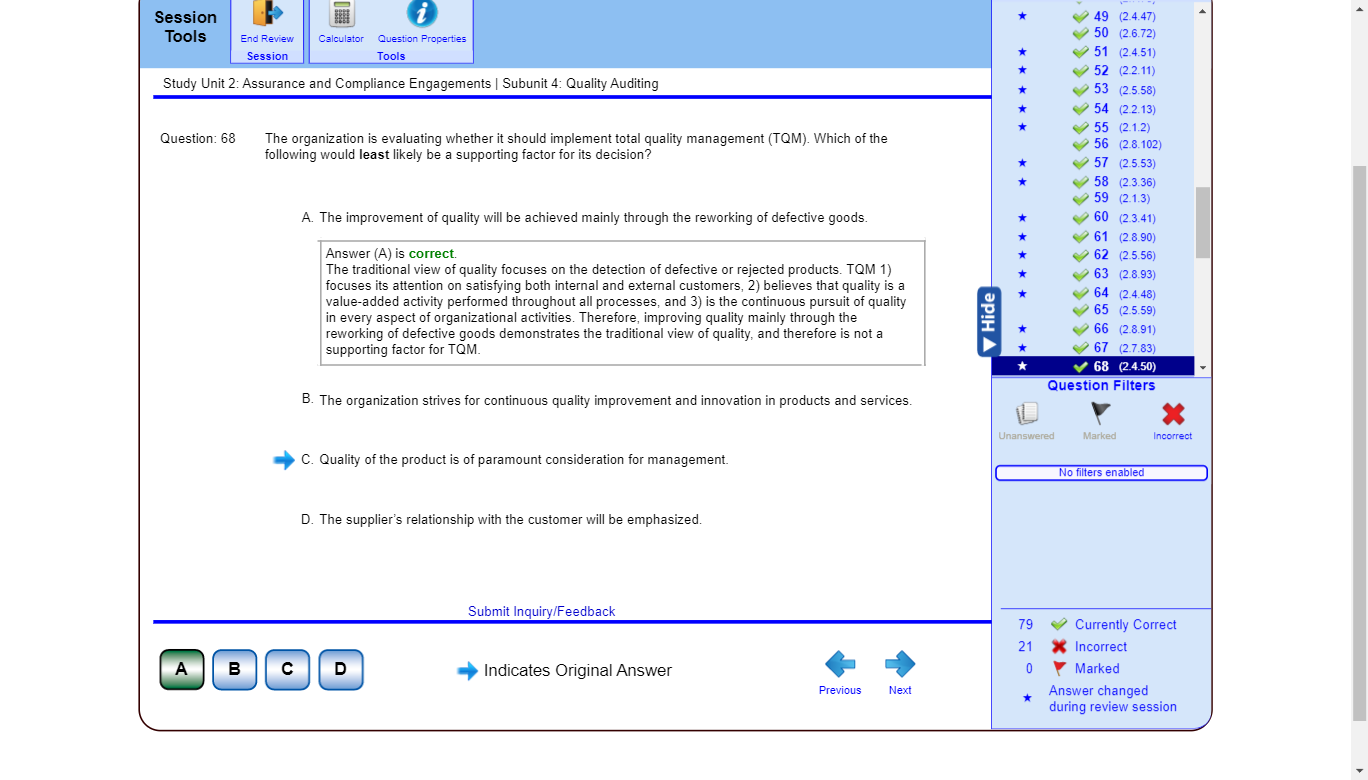 Session
Tools
End Review
Session
Calculator
Question Properties
Tools
Study Unit 2: Assurance and Compliance Engagements | Subunit 4: Quality Auditing
Question: 68
The organization is evaluating whether it should implement total quality management (TQM). Which of the
following would least likely be a supporting factor for its decision?
A. The improvement of quality will be achieved mainly through the reworking of defective goods.
Answer (A) is correct.
The traditional view of quality focuses on the detection of defective or rejected products. TQM 1)
focuses its attention on satisfying both internal and external customers, 2) believes that quality is a
value-added activity performed throughout all processes, and 3) is the continuous pursuit of quality
in every aspect of organizational activities. Therefore, improving quality mainly through the
reworking of defective goods demonstrates the traditional view of quality, and therefore is not a
supporting factor for TQM.
B. The organization strives for continuous quality improvement and innovation in products and services.
C. Quality of the product is of paramount consideration for management.
D. The supplier's relationship with the customer will be emphasized.
Submit Inquiry/Feedback
A B C D
Indicates Original Answer
Previous
Next
★ 49 (2.4.47)
50 (2.6.72)
★ 51 (2.4.51)
★ 52 (2.2.11)
★ 53 (2.5.58)
★ 54 (2.2.13)
★ 55 (2.1.2)
56 (2.8.102)
★ 57 (2.5.53)
★ 58 (2.3.36)
59 (2.1.3)
★ 60 (2.3.41)
★ 61 (2.8.90)
★ 62 (2.5.56)
★ 63 (2.8.93)
★ 64 (2.4.48)
65 (2.5.59)
★ 66 (2.8.91)
★ 67 (2.7.83)
★ 68 (2.4.50)
Hide
Question Filters
Unanswered
Marked
Incorrect
No filters enabled
79 Currently Correct
21 Incorrect
0 Marked
★ Answer changed
during review session